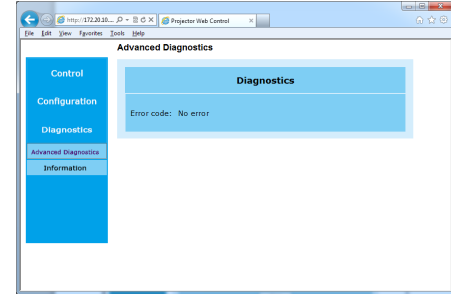 http://172.20.10....
Projector Web Control
File Edit View Favorites Tools Help
Advanced Diagnostics
Control
Configuration
Diagnostics
Advanced Diagnostics
Information
Diagnostics
Error code: No error